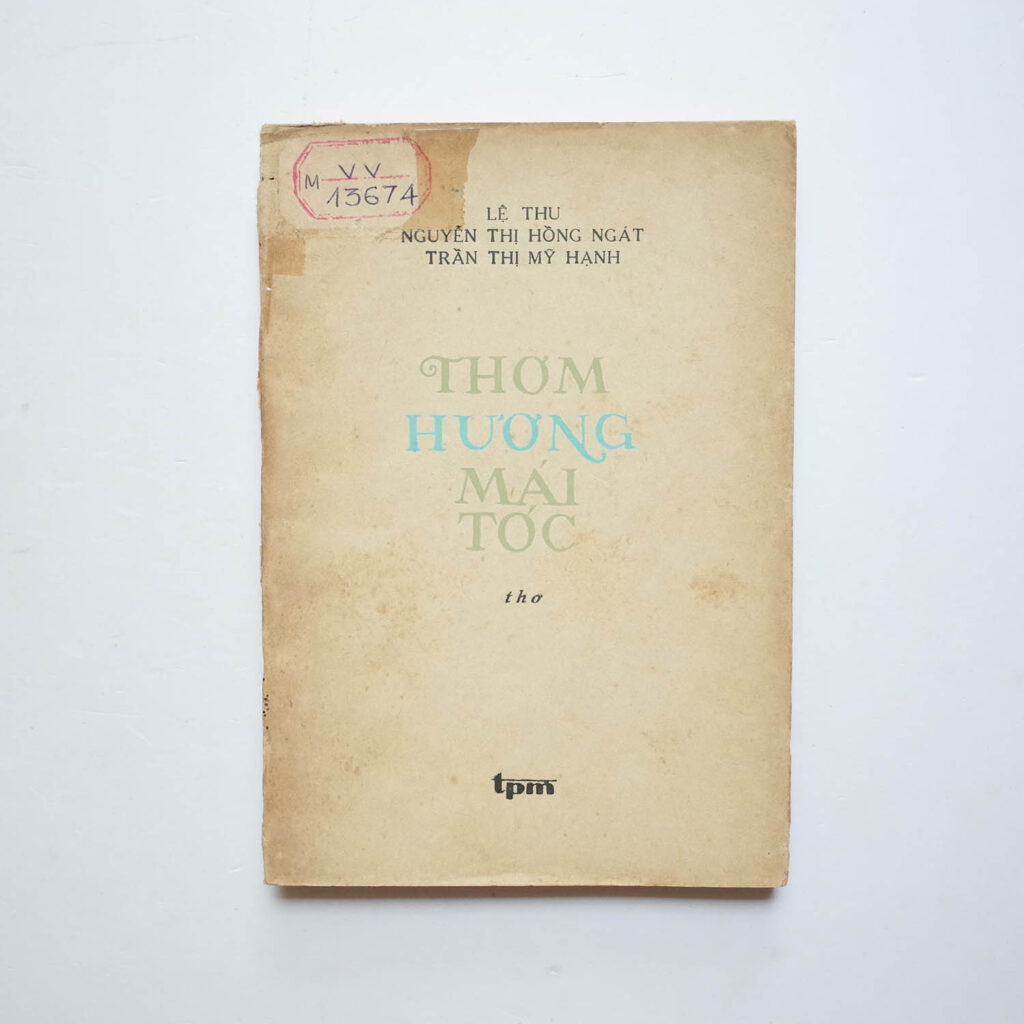 VV
M 13674
LỆ THU
NGUYỄN THỊ HỒNG NGÁT
TRẦN THỊ MỸ HẠNH
THƠM
HƯƠNG
MÁI
TÓC
thơ
tpm